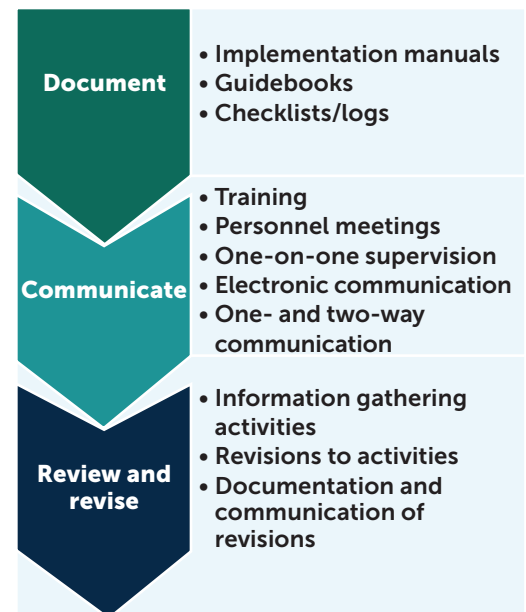 Document
• Implementation manuals
• Guidebooks
• Checklists/logs
Communicate
• Training
• Personnel meetings
• One-on-one supervision
• Electronic communication
• One- and two-way
communication
Review and
revise
• Information gathering
activities
• Revisions to activities
• Documentation and
communication of
revisions